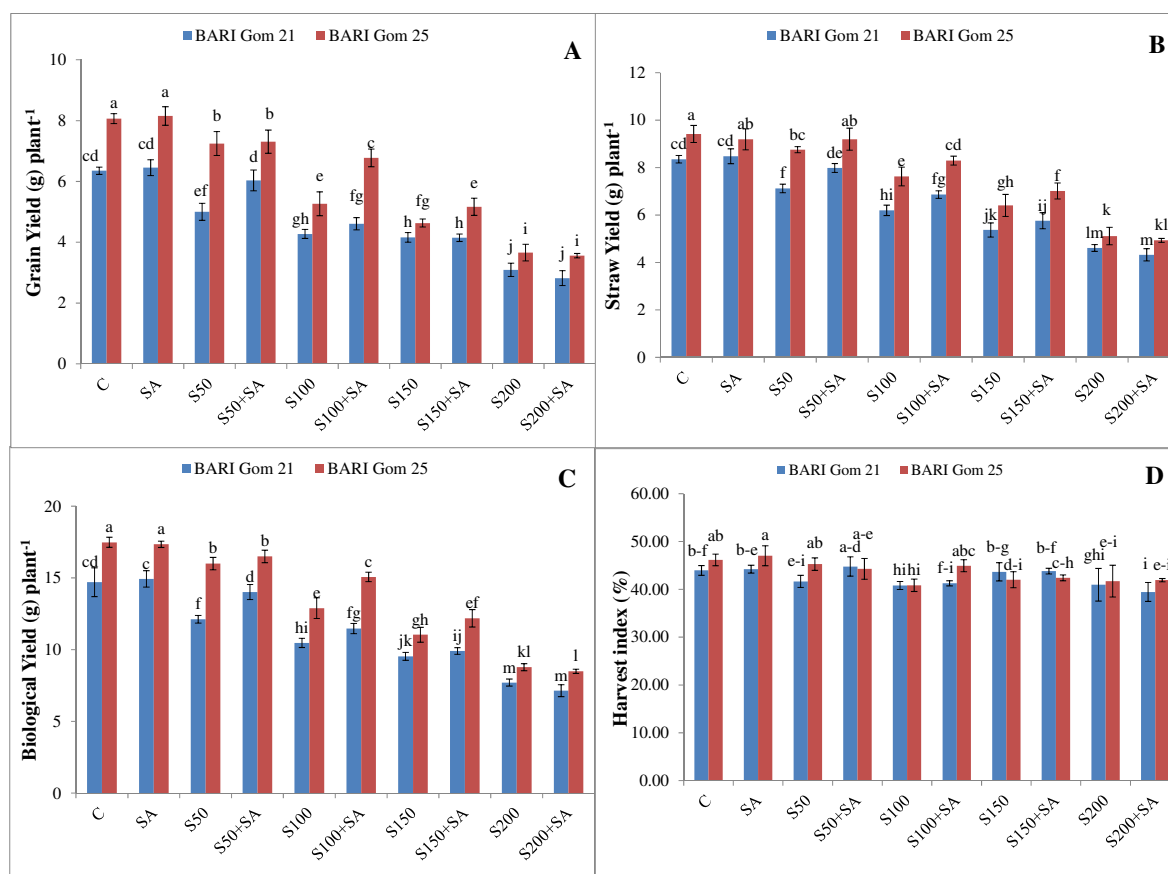 BARI Gom 21 BARI Gom 25
A
Grain Yield (g) plant-1
10
8
6
4
2
0
cd a cd a ef b d b gh e fg c h fg h e j i j i
C SA S50 S50+SA S100 S100+SA S150 S150+SA S200 S200+SA
BARI Gom 21 BARI Gom 25
B
Straw Yield (g) plant-1
12
10
8
6
4
2
0
cd a cd ab f bc de ab hi e fg cd jk gh ij f lm k m kl
C SA S50 S50+SA S100 S100+SA S150 S150+SA S200 S200+SA
BARI Gom 21 BARI Gom 25
C
Biological Yield (g) plant-1
20
15
10
5
0
cd a c a f b d b hi e fg c jk gh ij ef m kl m l
C SA S50 S50+SA S100 S100+SA S150 S150+SA S200 S200+SA
BARI Gom 21 BARI Gom 25
D
Harvest index (%)
60.00
50.00
40.00
30.00
20.00
10.00
0.00
b-f ab b-e a e-i ab a-d a-e hi hi f-i abc b-g d-i b-f c-h ghi e-i i e-i
C SA S50 S50+SA S100 S100+SA S150 S150+SA S200 S200+SA